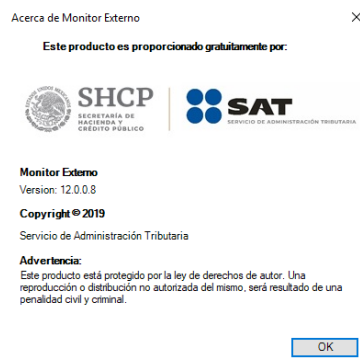 Acerca de Monitor Externo
Este producto es proporcionado gratuitamente por:
SHCP
SECRETARÍA DE
HACIENDA Y
CRÉDITO PÚBLICO
SAT
SERVICIO DE ADMINISTRACIÓN TRIBUTARIA
Monitor Externo
Version: 12.0.0.8
Copyright © 2019
Servicio de Administración Tributaria
Advertencia:
Este producto está protegido por la ley de derechos de autor. Una
reproducción o distribución no autorizada del mismo, será resultado de una
penalidad civil y criminal.
OK